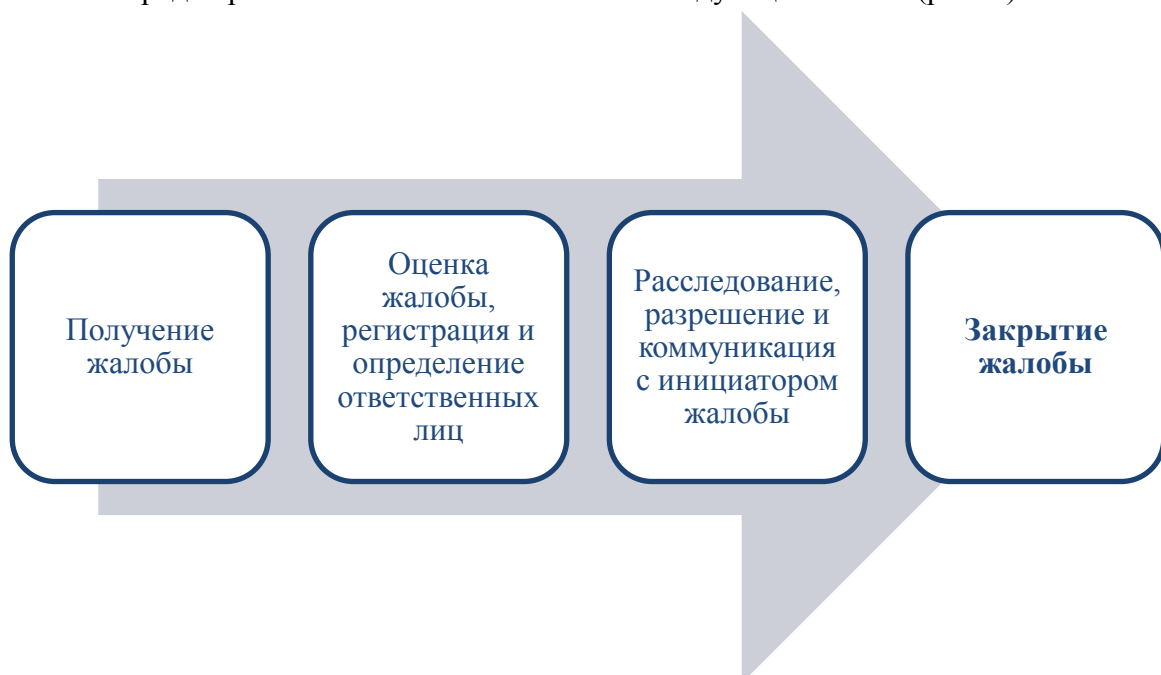 Получение
жалобы
Оценка
жалобы,
регистрация и
определение
ответственных
лиц
Расследование,
разрешение и
коммуникация
с инициатором
жалобы
Закрытие
жалобы